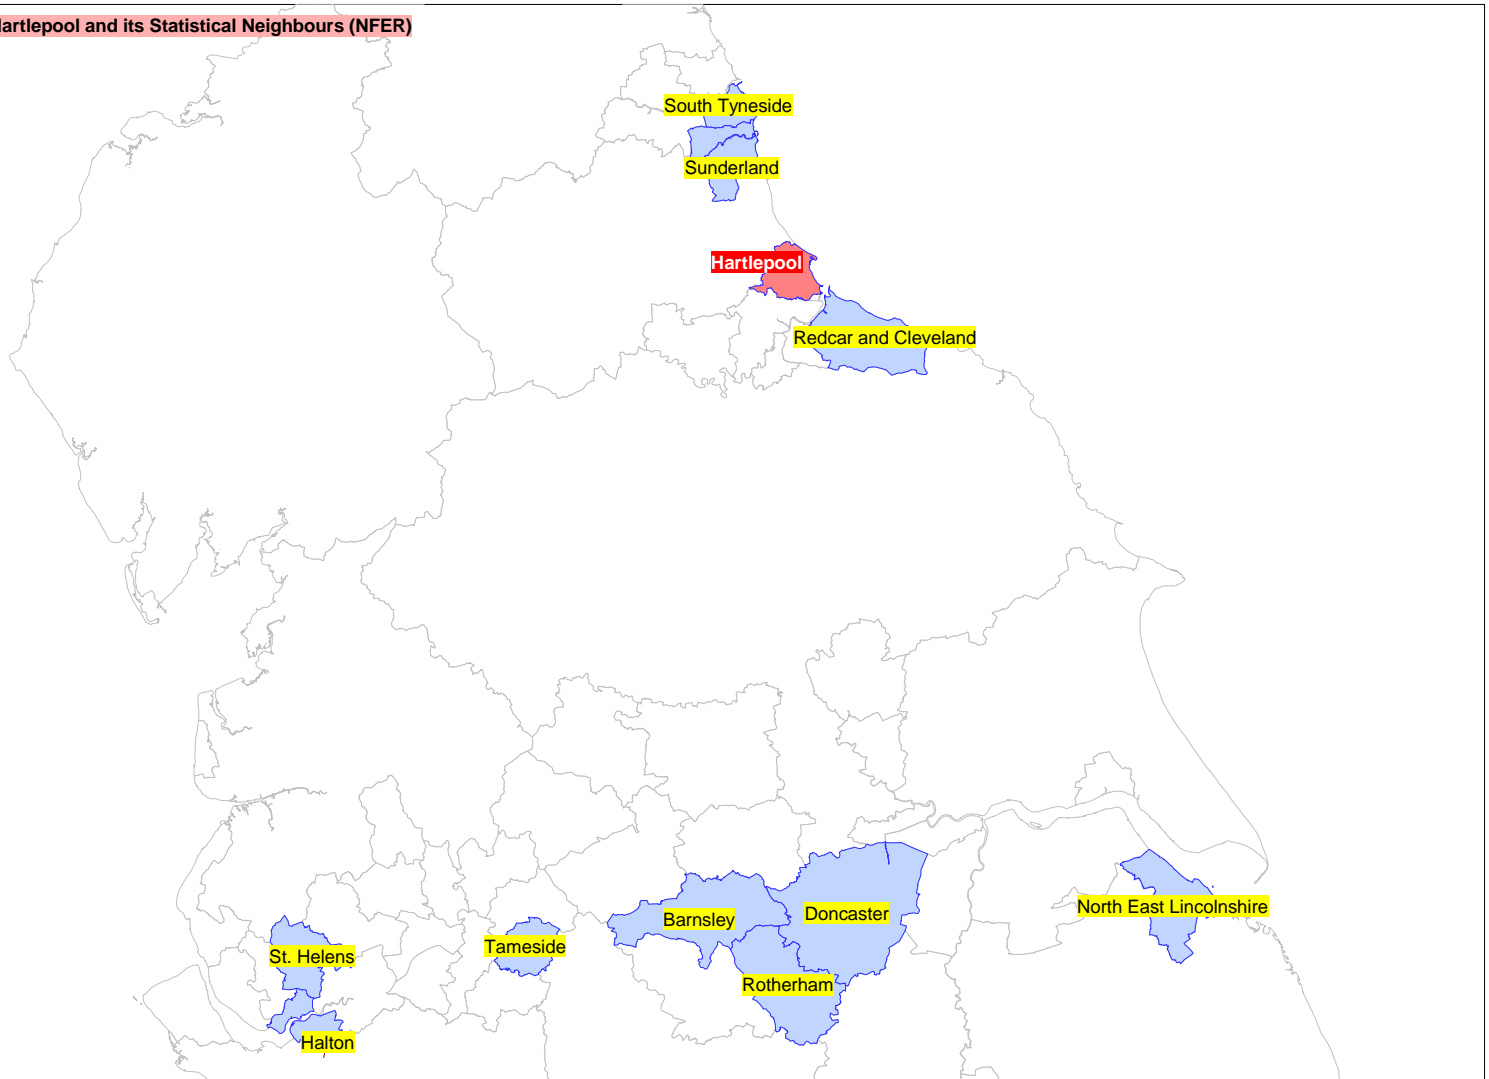 artlepool and its Statistical Neighbours (NFER)
South Tyneside
Sunderland
Hartlepool
Redcar and Cleveland
North East Lincolnshire
Doncaster
Barnsley
Tameside
St. Helens
Rotherham
Halton